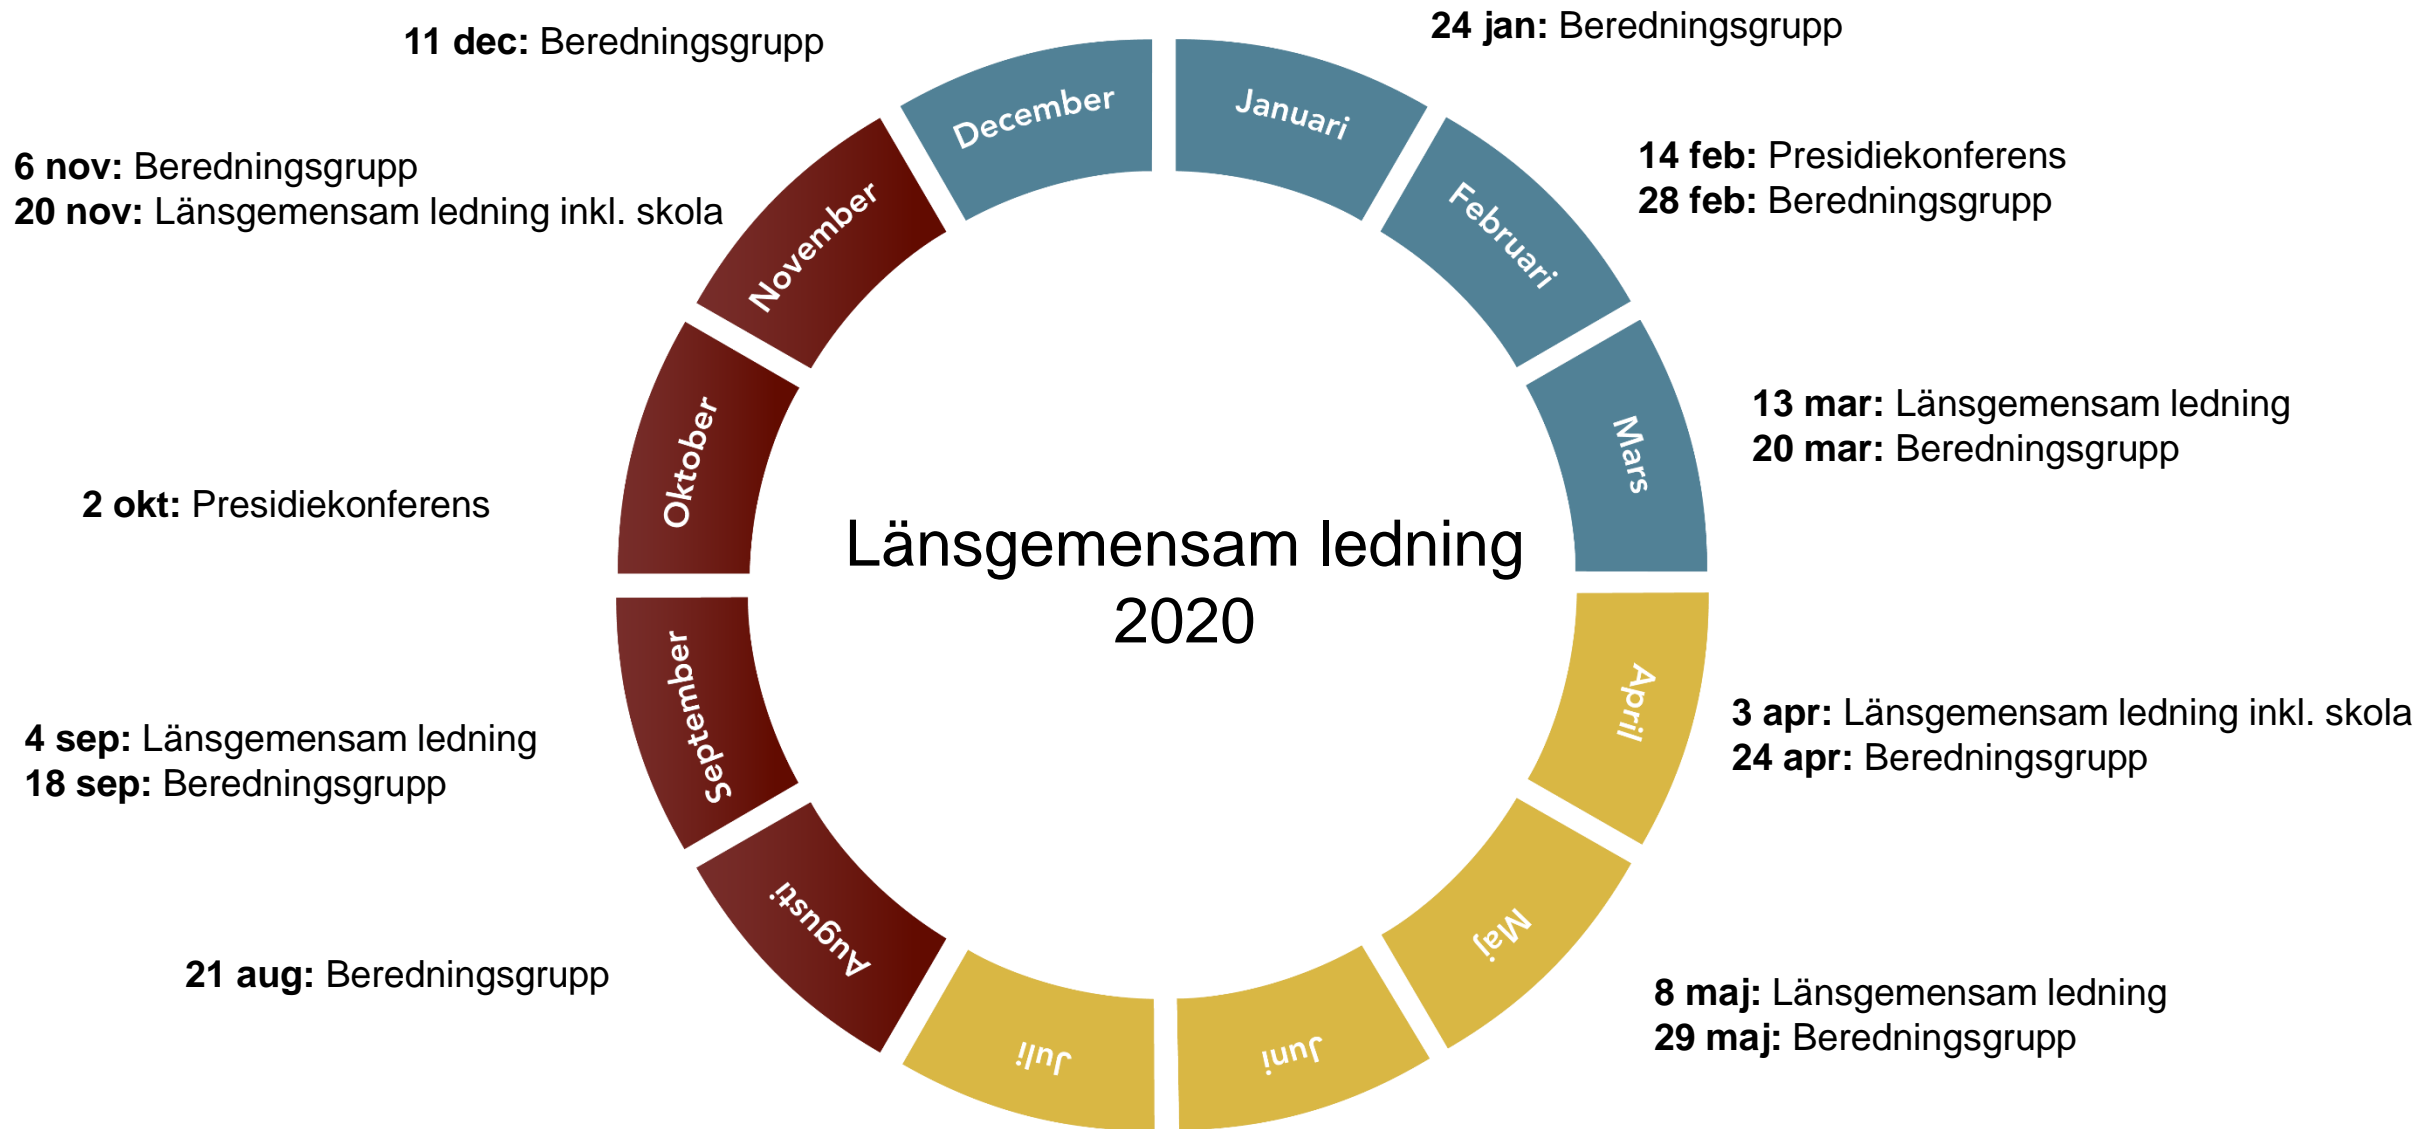 Länsgemensam ledning
2020
Januari
24 jan: Beredningsgrupp
Februari
14 feb: Presidiekonferens
28 feb: Beredningsgrupp
Mars
13 mar: Länsgemensam ledning
20 mar: Beredningsgrupp
April
3 apr: Länsgemensam ledning inkl. skola
24 apr: Beredningsgrupp
Maj
8 maj: Länsgemensam ledning
29 maj: Beredningsgrupp
Juni
Juli
Augusti
21 aug: Beredningsgrupp
September
4 sep: Länsgemensam ledning
18 sep: Beredningsgrupp
Oktober
2 okt: Presidiekonferens
November
6 nov: Beredningsgrupp
20 nov: Länsgemensam ledning inkl. skola
December
11 dec: Beredningsgrupp